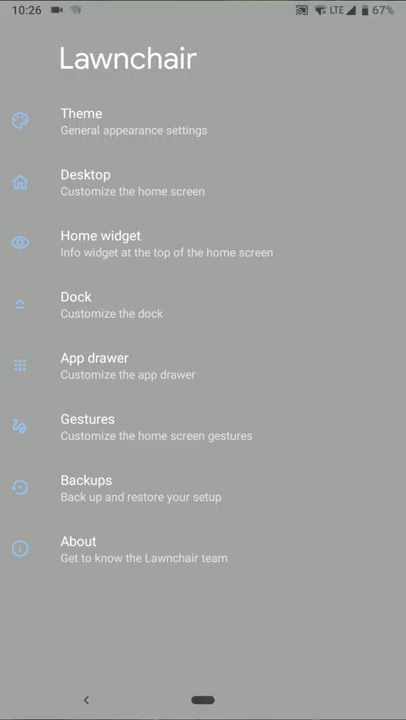 10:26 LTE 67%
Lawnchair
Theme
General appearance settings
Desktop
Customize the home screen
Home widget
Info widget at the top of the home screen
Dock
Customize the dock
App drawer
Customize the app drawer
Gestures
Customize the home screen gestures
Backups
Back up and restore your setup
About
Get to know the Lawnchair team